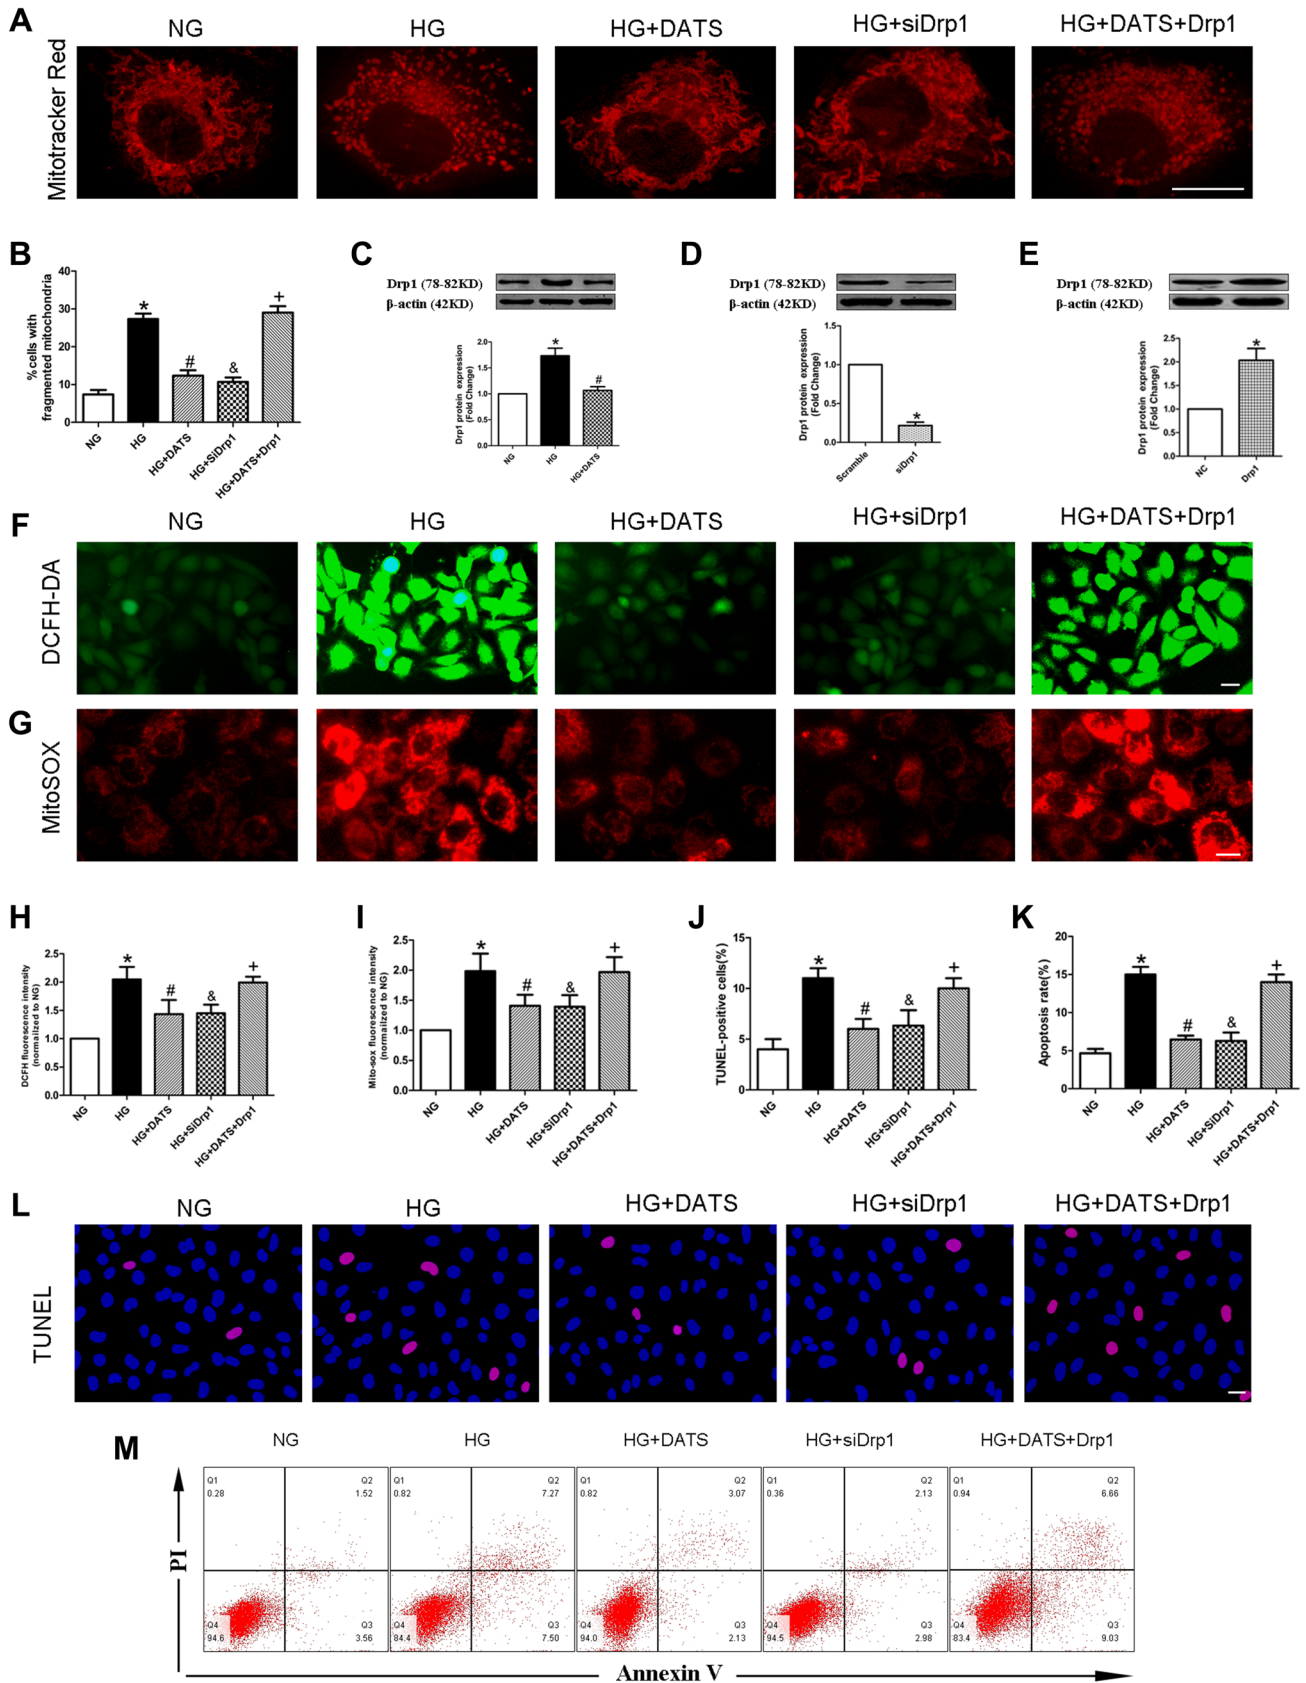 A
NG HG HG+DATS HG+siDrp1 HG+DATS+Drp1
Mitotracker Red
B
% cells with
fragmented mitochondria
40
30
20
10
0
* # & +
NG HG HG+DATS HG+SiDrp1 HG+DATS+Drp1
C
Drp1 (78-82KD)
β-actin (42KD)
Drp1 protein expression
(Fold Change)
2.0
1.5
1.0
0.5
0.0
* #
NG HG HG+DATS
D
Drp1 (78-82KD)
β-actin (42KD)
Drp1 protein expression
(Fold Change)
1.5
1.0
0.5
0.0
*
Scramble siDrp1
E
Drp1 (78-82KD)
β-actin (42KD)
Drp1 protein expression
(Fold Change)
2.5
2.0
1.5
1.0
0.5
0.0
*
NC Drp1
F
NG HG HG+DATS HG+siDrp1 HG+DATS+Drp1
DCFH-DA
G
MitoSOX
H
DCFH fluorescence intensity
(normailzed to NG)
2.5
2.0
1.5
1.0
0.5
0.0
* # & +
NG HG HG+DATS HG+SiDrp1 HG+DATS+Drp1
I
Mito-sox fluorescence intensity
(normailzed to NG)
2.5
2.0
1.5
1.0
0.5
0.0
* # & +
NG HG HG+DATS HG+SiDrp1 HG+DATS+Drp1
J
TUNEL-positive cells(%)
15
10
5
0
* # & +
NG HG HG+DATS HG+SiDrp1 HG+DATS+Drp1
K
Apoptosis rate(%)
20
15
10
5
0
* # & +
NG HG HG+DATS HG+SiDrp1 HG+DATS+Drp1
L
NG HG HG+DATS HG+siDrp1 HG+DATS+Drp1
TUNEL
M
NG HG HG+DATS HG+siDrp1 HG+DATS+Drp1
PI
Q1 Q2 Q1 Q2 Q1 Q2 Q1 Q2 Q1 Q2
0.28 1.52 0.82 7.27 0.82 3.07 0.36 2.13 0.94 6.66
Q4 Q3 Q4 Q3 Q4 Q3 Q4 Q3 Q4 Q3
94.6 3.56 84.4 7.50 94.0 2.13 94.5 2.98 83.4 9.03
Annexin V